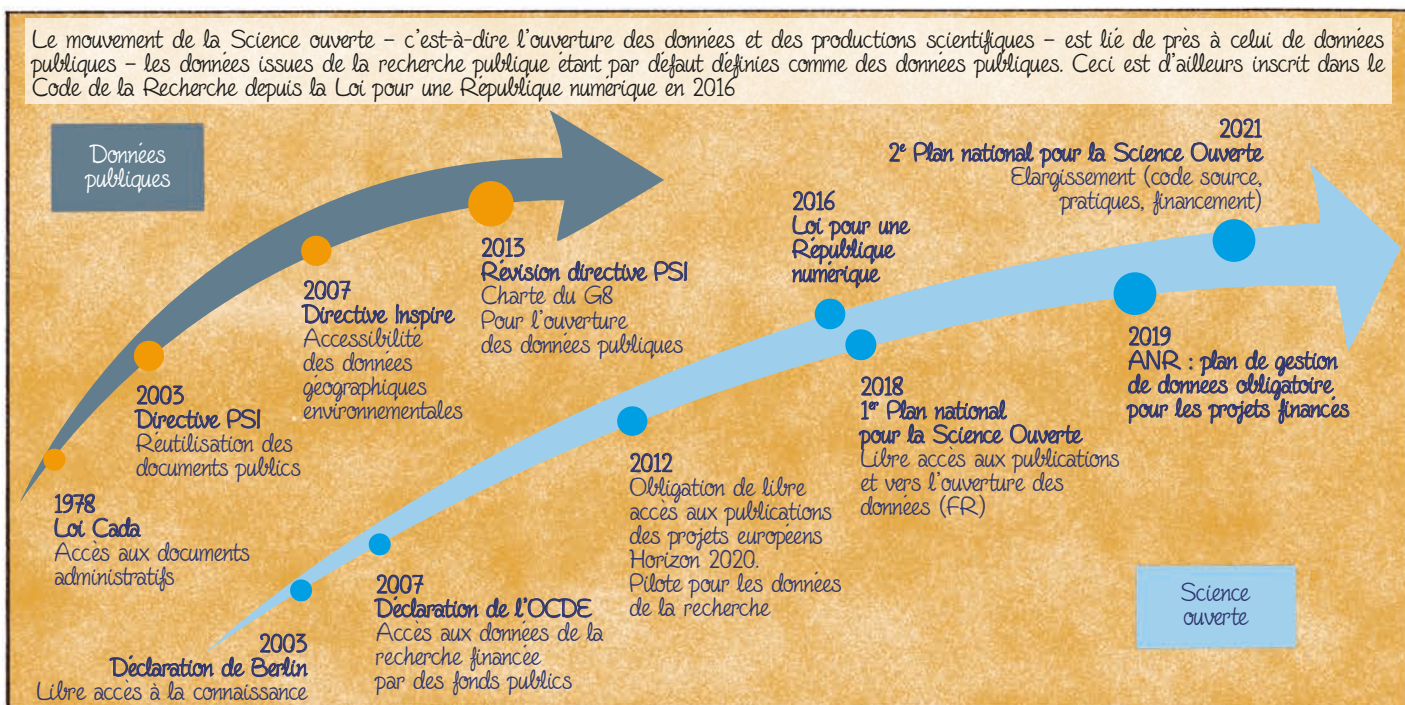 Le mouvement de la Science ouverte – c'est-à-dire l'ouverture des données et des productions scientifiques – est lié de près à celui de données
publiques – les données issues de la recherche publique étant par défaut définies comme des données publiques. Ceci est d'ailleurs inscrit dans le
Code de la Recherche depuis la Loi pour une République numérique en 2016
Données
publiques
1978
Loi Cada
Accès aux documents
administratifs
2003
Directive PSI
Réutilisation des
documents publics
2007
Directive Inspire
Accessibilité
des données
géographiques
environnementales
2013
Révision directive PSI
Charte du G8
Pour l'ouverture
des données publiques
2003
Déclaration de Berlin
Libre accès à la connaissance
2007
Déclaration de l'OCDE
Accès aux données de la
recherche financée
par des fonds publics
2012
Obligation de libre
accès aux publications
des projets européens
Horizon 2020.
Pilote pour les données
de la recherche
2016
Loi pour une
République
numérique
2018
1er Plan national
pour la Science Ouverte
Libre accès aux publications
et vers l'ouverture des
données (FR)
2019
ANR : plan de gestion
de données obligatoire
pour les projets financés
2021
2e Plan national pour la Science Ouverte
Elargissement (code source,
pratiques, financement)
Science
ouverte